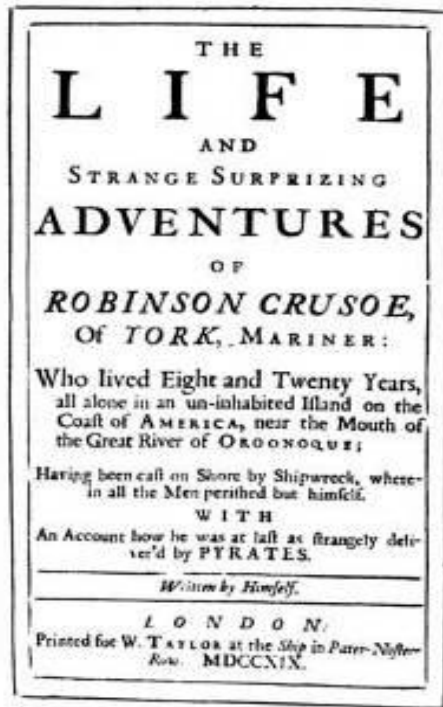 THE
LIFE
AND
STRANGE SURPRIZING
ADVENTURES
OF
ROBINSON CRUSOE,
Of YORK, MARINER:
Who lived Eight and Twenty Years,
all alone in an un-inhabited Iſland on the
Coaſt of AMERICA, near the Mouth of
the Great River of OROONOQUE;
Having been caſt on Shore by Shipwreck, where-
in all the Men periſhed but himſelf.
WITH
An Account how he was at laſt as ſtrangely deli-
ver'd by PYRATES.
Written by Himſelf.
LONDON:
Printed for W. TAYLOR at the Ship in Pater-Noſter-
Row. MDCCXIX.